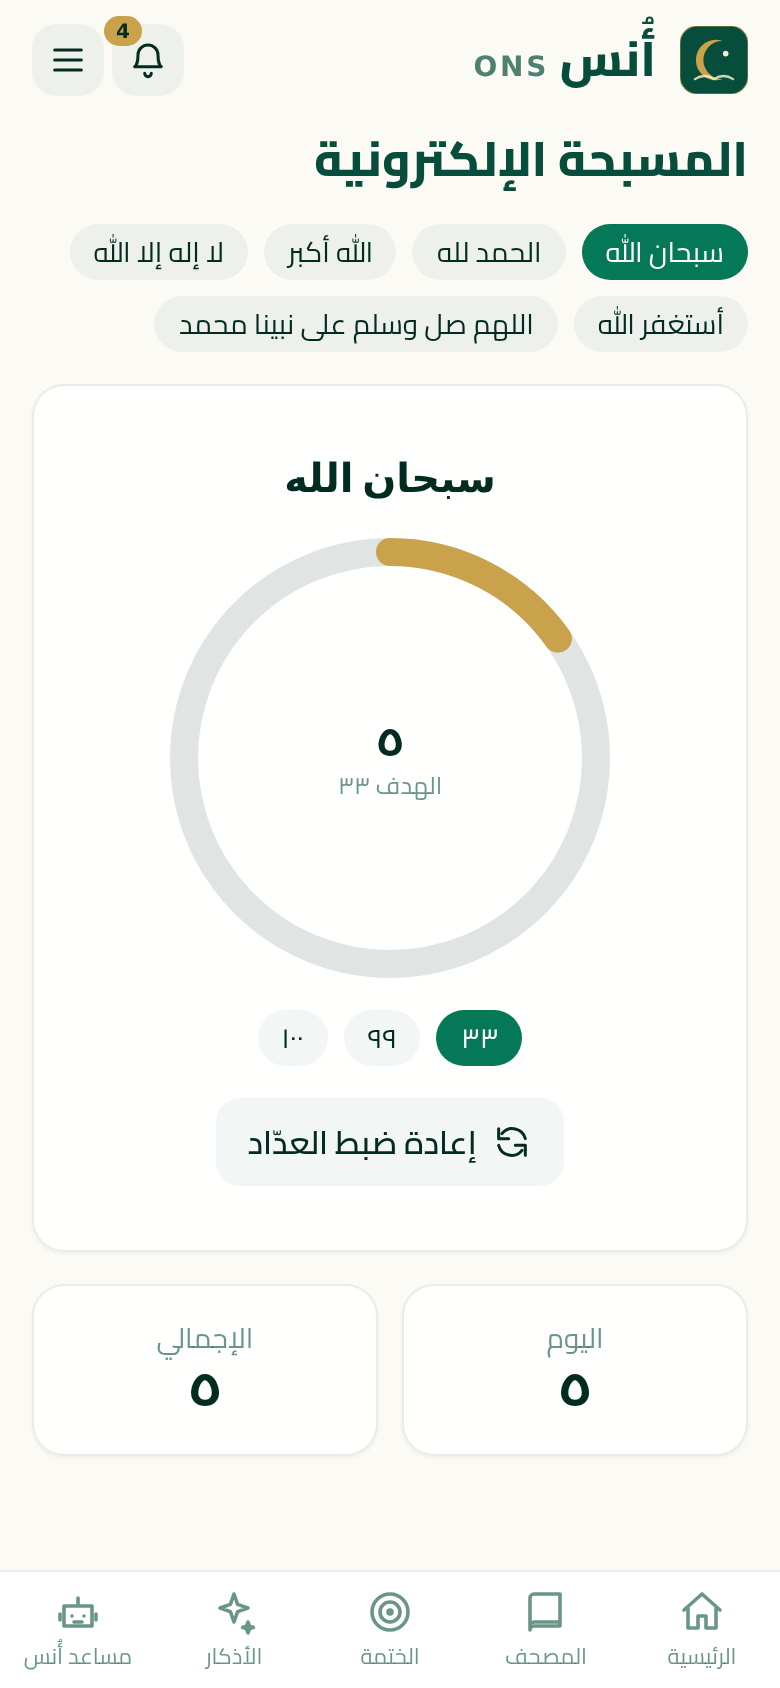 أُنس ONS
4
المسبحة الإلكترونية
سبحان الله
الحمد لله
الله أكبر
لا إله إلا الله
أستغفر الله
اللهم صل وسلم على نبينا محمد
سبحان الله
٥
الهدف ٣٣
٣٣
٩٩
١٠٠
إعادة ضبط العدّاد
اليوم
٥
الإجمالي
٥
الرئيسية
المصحف
الختمة
الأذكار
مساعد أُنس